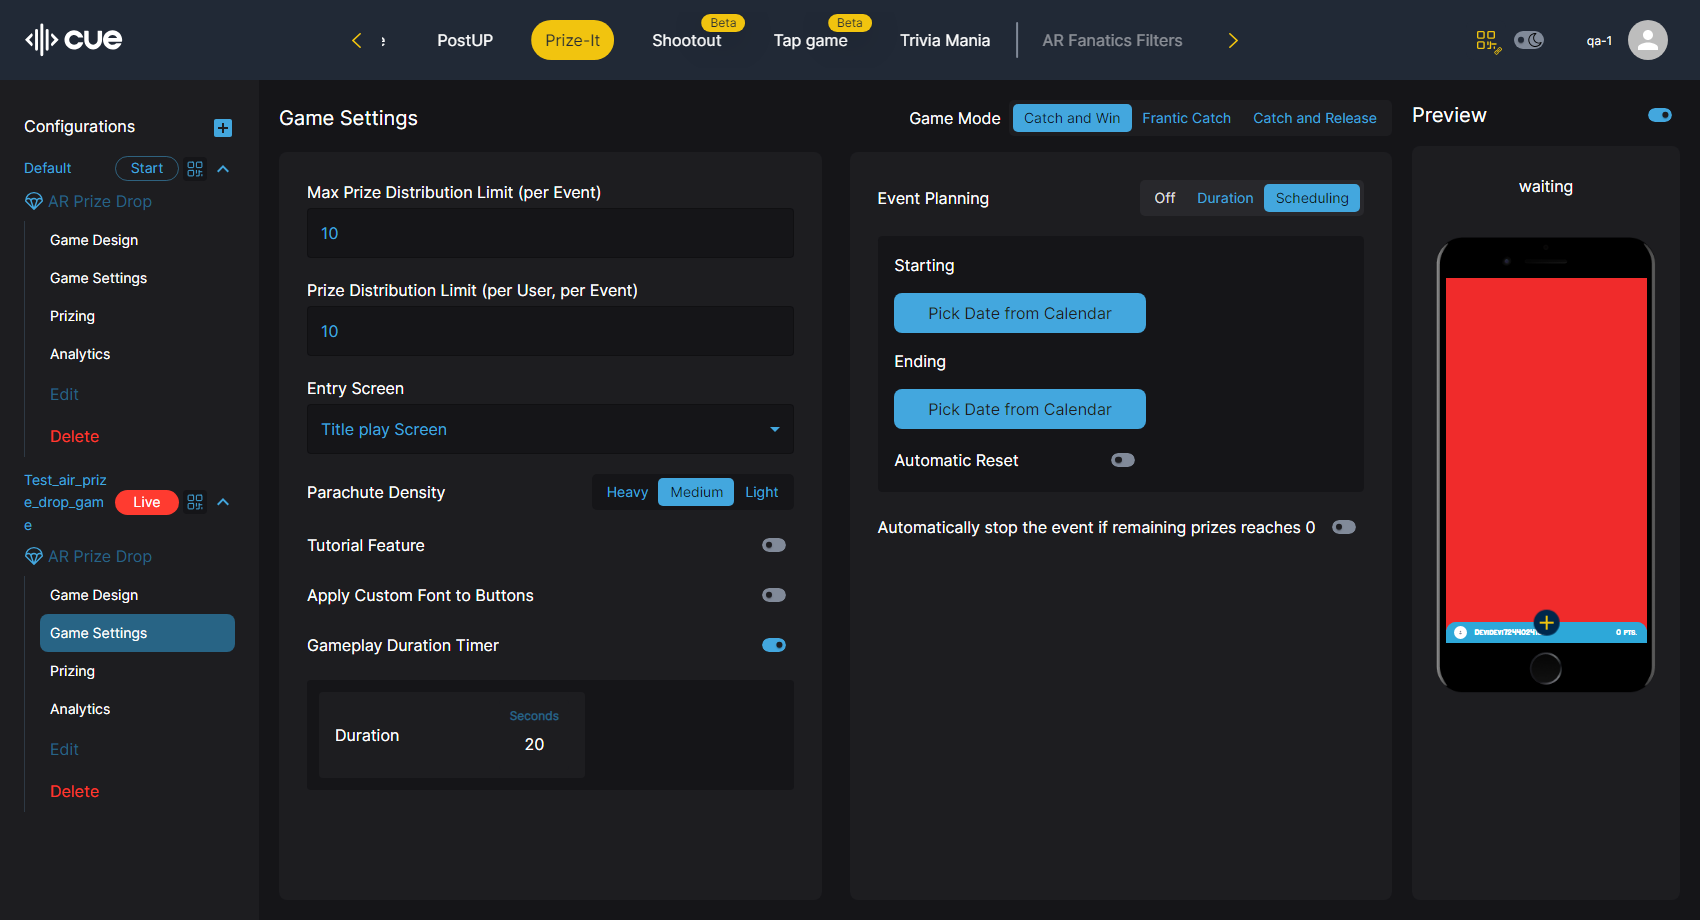 cue
e
PostUP
Prize-It
Shootout
Beta
Tap game
Beta
Trivia Mania
AR Fanatics Filters
qa-1
Configurations
Default
Start
AR Prize Drop
Game Design
Game Settings
Prizing
Analytics
Edit
Delete
Test_air_priz
e_drop_gam
e
Live
AR Prize Drop
Game Design
Game Settings
Prizing
Analytics
Edit
Delete
Game Settings
Game Mode
Catch and Win
Frantic Catch
Catch and Release
Max Prize Distribution Limit (per Event)
10
Prize Distribution Limit (per User, per Event)
10
Entry Screen
Title play Screen
Parachute Density
Heavy
Medium
Light
Tutorial Feature
Apply Custom Font to Buttons
Gameplay Duration Timer
Duration
Seconds
20
Event Planning
Off
Duration
Scheduling
Starting
Pick Date from Calendar
Ending
Pick Date from Calendar
Automatic Reset
Automatically stop the event if remaining prizes reaches 0
Preview
waiting
0 PTS.